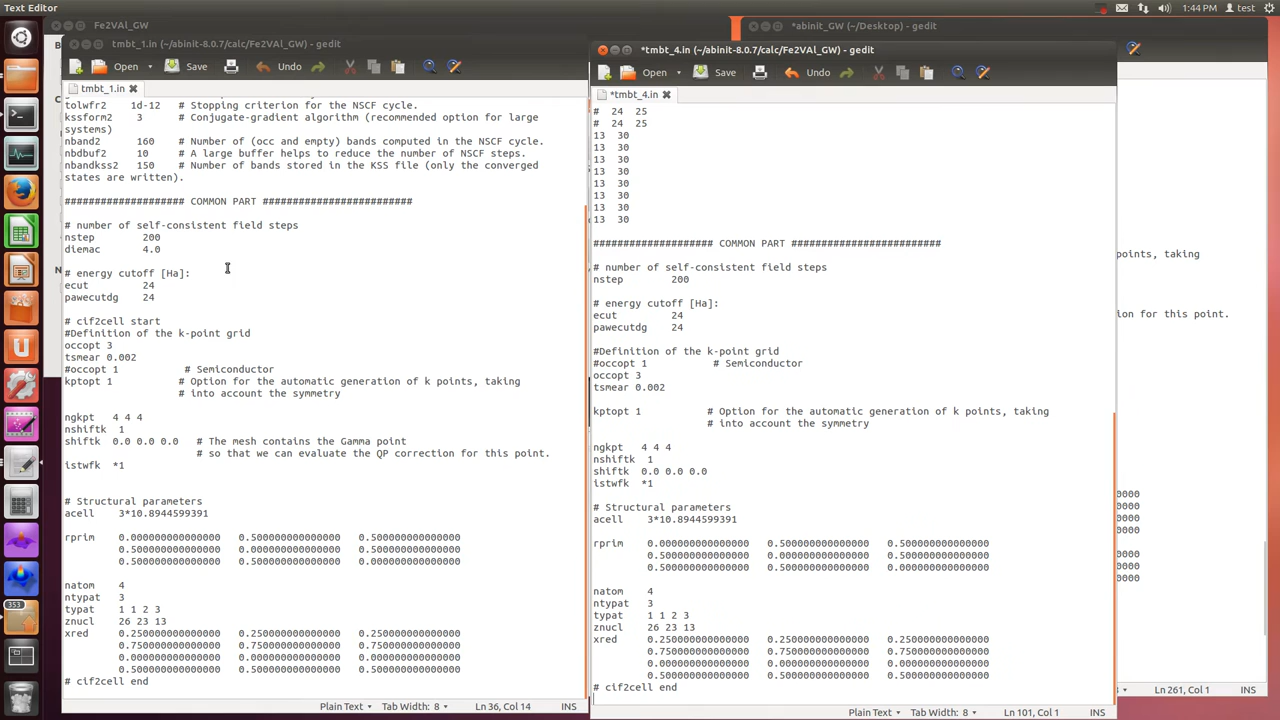 Text Editor
1:44 PM
test
Fe2VAl_GW
*abinit_GW (~/Desktop) - gedit
tmbt_1.in (~/abinit-8.0.7/calc/Fe2VAl_GW) - gedit
Open
Save
Undo
tmbt_1.in
tolwfr2 1d-12 # Stopping criterion for the NSCF cycle.
kssform2 3 # Conjugate-gradient algorithm (recommended option for large
systems)
nband2 160 # Number of (occ and empty) bands computed in the NSCF cycle.
nbdbuf2 10 # A large buffer helps to reduce the number of NSCF steps.
nbandkss2 150 # Number of bands stored in the KSS file (only the converged
states are written).
#################### COMMON PART #########################
# number of self-consistent field steps
nstep 200
diemac 4.0
# energy cutoff [Ha]:
ecut 24
pawecutdg 24
# cif2cell start
#Definition of the k-point grid
occopt 3
tsmear 0.002
#occopt 1 # Semiconductor
kptopt 1 # Option for the automatic generation of k points, taking
# into account the symmetry
ngkpt 4 4 4
nshiftk 1
shiftk 0.0 0.0 0.0 # The mesh contains the Gamma point
# so that we can evaluate the QP correction for this point.
istwfk *1
# Structural parameters
acell 3*10.8944599391
rprim 0.000000000000000 0.500000000000000 0.500000000000000
0.500000000000000 0.000000000000000 0.500000000000000
0.500000000000000 0.500000000000000 0.000000000000000
natom 4
ntypat 3
typat 1 1 2 3
znucl 26 23 13
xred 0.250000000000000 0.250000000000000 0.250000000000000
0.750000000000000 0.750000000000000 0.750000000000000
0.000000000000000 0.000000000000000 0.000000000000000
0.500000000000000 0.500000000000000 0.500000000000000
# cif2cell end
Plain Text Tab Width: 8 Ln 36, Col 14 INS
*tmbt_4.in (~/abinit-8.0.7/calc/Fe2VAl_GW) - gedit
Open
Save
Undo
*tmbt_4.in
# 24 25
# 24 25
13 30
13 30
13 30
13 30
13 30
13 30
13 30
13 30
#################### COMMON PART #########################
# number of self-consistent field steps
nstep 200
# energy cutoff [Ha]:
ecut 24
pawecutdg 24
#Definition of the k-point grid
#occopt 1 # Semiconductor
occopt 3
tsmear 0.002
kptopt 1 # Option for the automatic generation of k points, taking
# into account the symmetry
ngkpt 4 4 4
nshiftk 1
shiftk 0.0 0.0 0.0
istwfk *1
# Structural parameters
acell 3*10.8944599391
rprim 0.000000000000000 0.500000000000000 0.500000000000000
0.500000000000000 0.000000000000000 0.500000000000000
0.500000000000000 0.500000000000000 0.000000000000000
natom 4
ntypat 3
typat 1 1 2 3
znucl 26 23 13
xred 0.250000000000000 0.250000000000000 0.250000000000000
0.750000000000000 0.750000000000000 0.750000000000000
0.000000000000000 0.000000000000000 0.000000000000000
0.500000000000000 0.500000000000000 0.500000000000000
# cif2cell end
Plain Text Tab Width: 8 Ln 101, Col 1 INS
points, taking
ion for this point.
0000
0000
0000
0000
0000
0000
0000
Ln 261, Col 1 INS
353